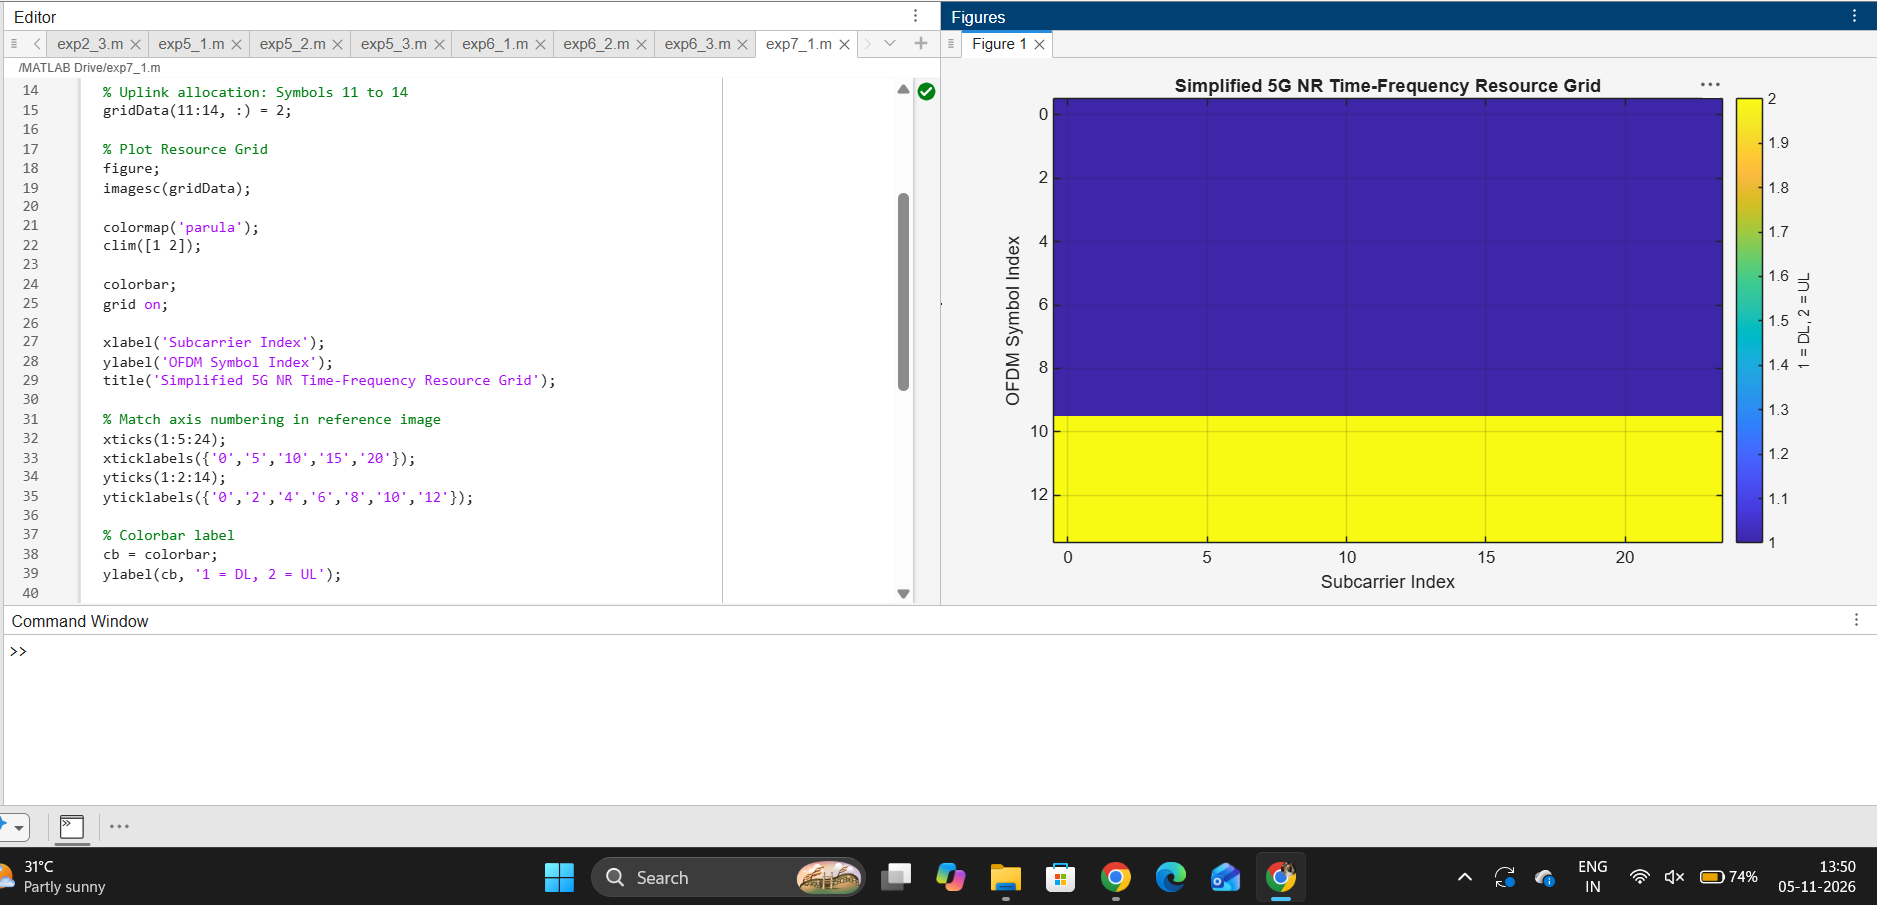 Editor
exp2_3.m
exp5_1.m
exp5_2.m
exp5_3.m
exp6_1.m
exp6_2.m
exp6_3.m
exp7_1.m
/MATLAB Drive/exp7_1.m
14 % Uplink allocation: Symbols 11 to 14
15 gridData(11:14, :) = 2;
16
17 % Plot Resource Grid
18 figure;
19 imagesc(gridData);
20
21 colormap('parula');
22 clim([1 2]);
23
24 colorbar;
25 grid on;
26
27 xlabel('Subcarrier Index');
28 ylabel('OFDM Symbol Index');
29 title('Simplified 5G NR Time-Frequency Resource Grid');
30
31 % Match axis numbering in reference image
32 xticks(1:5:24);
33 xticklabels({'0','5','10','15','20'});
34 yticks(1:2:14);
35 yticklabels({'0','2','4','6','8','10','12'});
36
37 % Colorbar label
38 cb = colorbar;
39 ylabel(cb, '1 = DL, 2 = UL');
40
Figures
Figure 1
Simplified 5G NR Time-Frequency Resource Grid
OFDM Symbol Index
0
2
4
6
8
10
12
0 5 10 15 20
Subcarrier Index
2
1.9
1.8
1.7
1.6
1.5
1.4
1.3
1.2
1.1
1
1 = DL, 2 = UL
Command Window
>>
31°C
Partly sunny
Search
ENG
IN
74%
13:50
05-11-2026